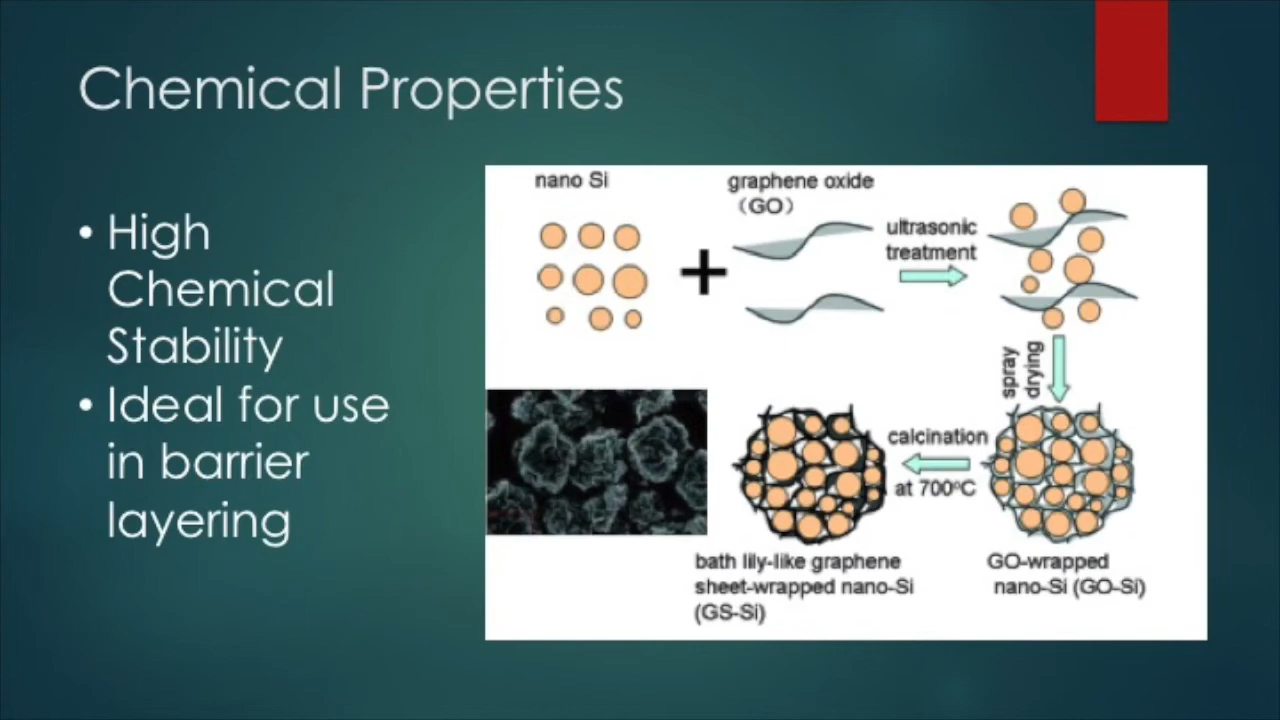 Chemical Properties
• High
Chemical
Stability
• Ideal for use
in barrier
layering
nano Si
graphene oxide
(GO)
+
ultrasonic
treatment
spray
drying
calcination
at 700°C
bath lily-like graphene
sheet-wrapped nano-Si
(GS-Si)
GO-wrapped
nano-Si (GO-Si)